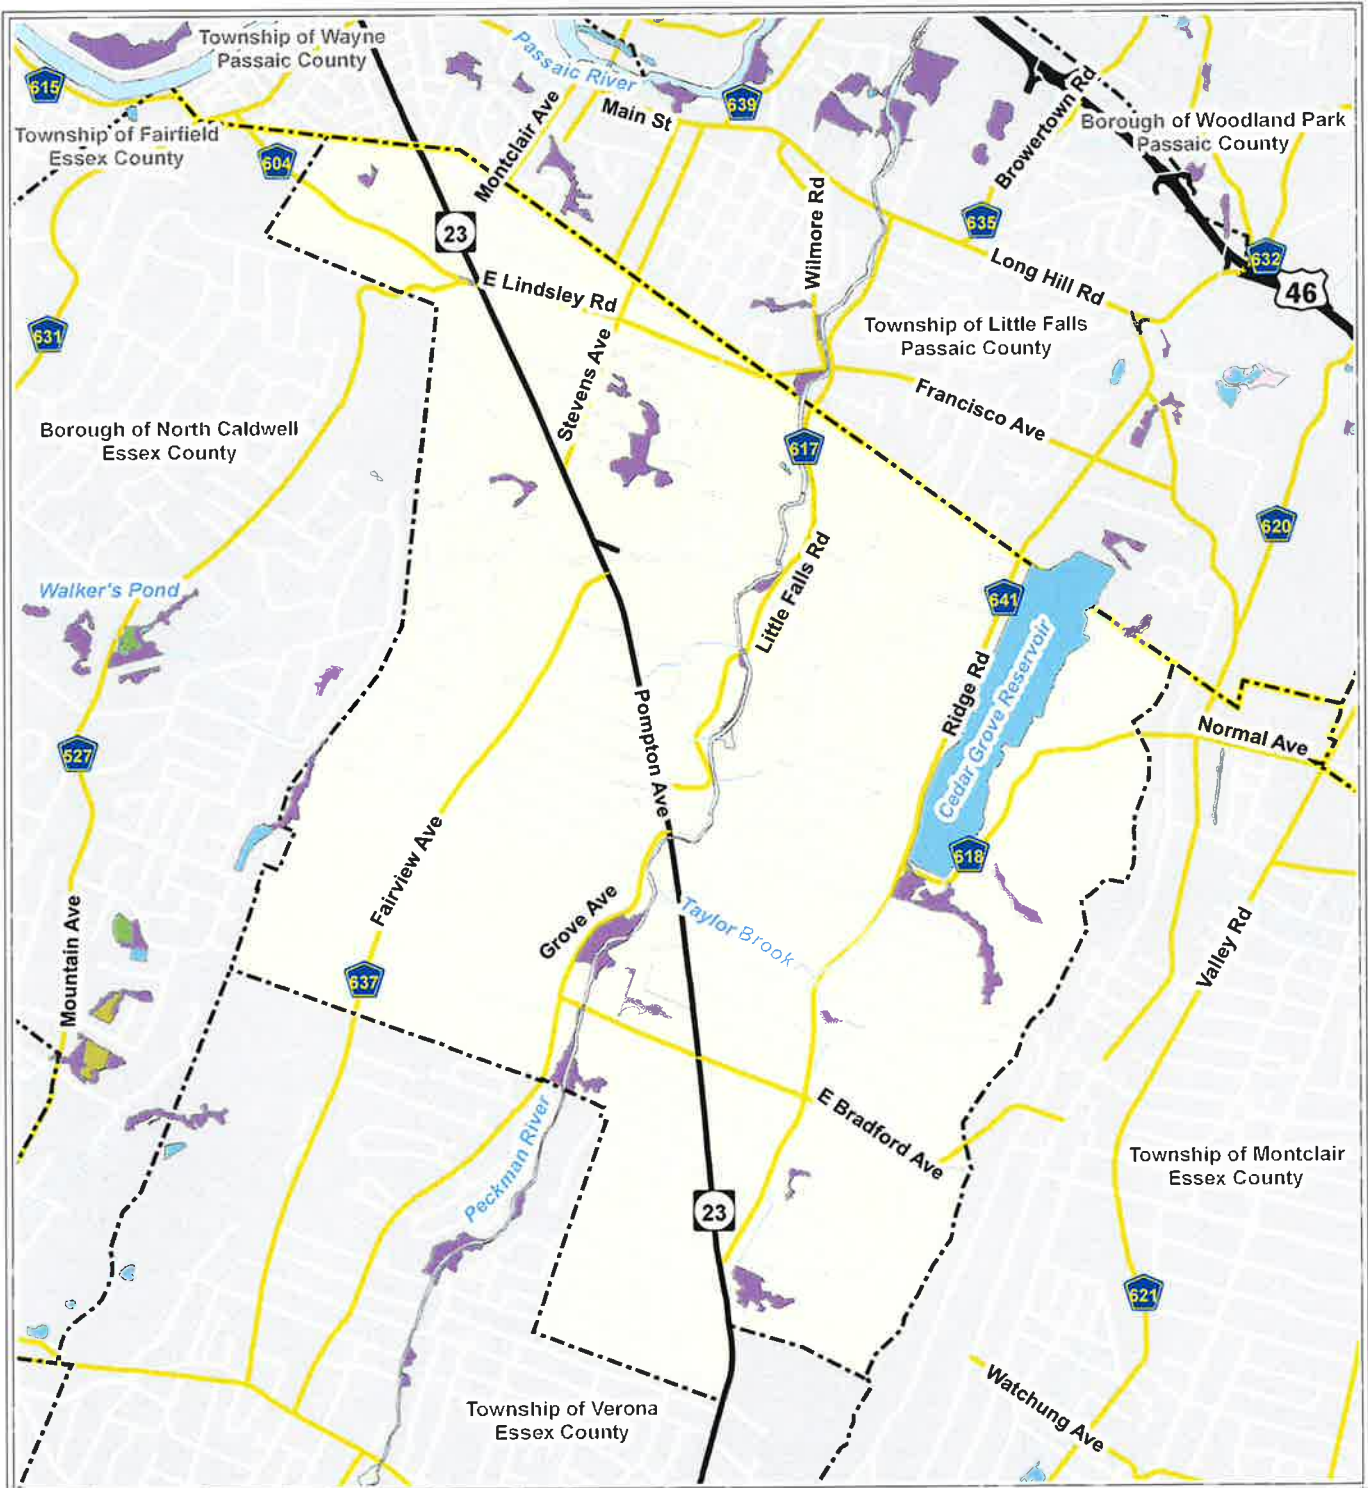 Township of Wayne
Passaic County
615
Passaic River
Township of Fairfield
Essex County
604
Montclair Ave
Main St
639
Browertown Rd
Borough of Woodland Park
Passaic County
23
Wilmore Rd
635
Long Hill Rd
632
46
E Lindsley Rd
631
Township of Little Falls
Passaic County
Stevens Ave
Francisco Ave
Borough of North Caldwell
Essex County
617
620
Walker's Pond
Little Falls Rd
641
Ridge Rd
Cedar Grove Reservoir
527
Pompton Ave
Normal Ave
Fairview Ave
618
Mountain Ave
Grove Ave
Taylor Brook
Valley Rd
637
Peckman River
E Bradford Ave
Township of Montclair
Essex County
23
621
Township of Verona
Essex County
Watchung Ave